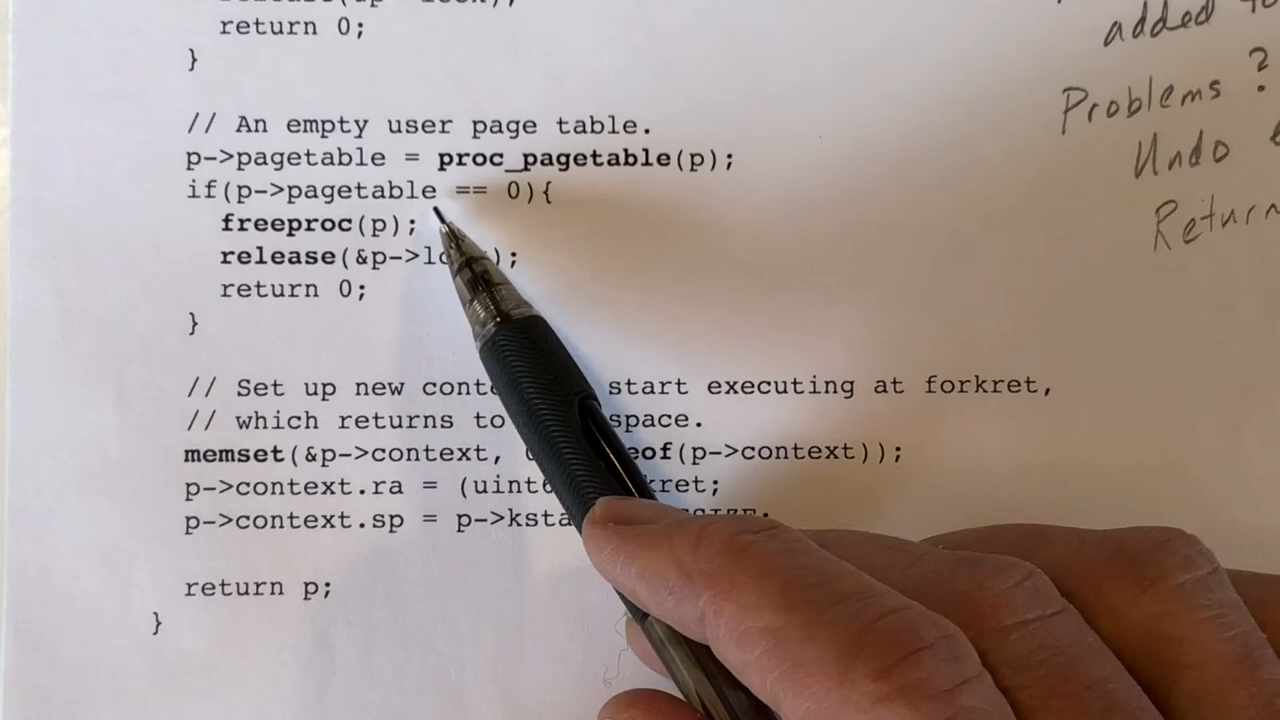 return 0;
}
// An empty user page table.
p->pagetable = proc_pagetable(p);
if(p->pagetable == 0){
freeproc(p);
release(&p->lo);
return 0;
}
// Set up new conte start executing at forkret,
// which returns to space.
memset(&p->context, eof(p->context));
p->context.ra = (uint kret;
p->context.sp = p->ksta
return p;
}
added
Problems ?
Undo
Return